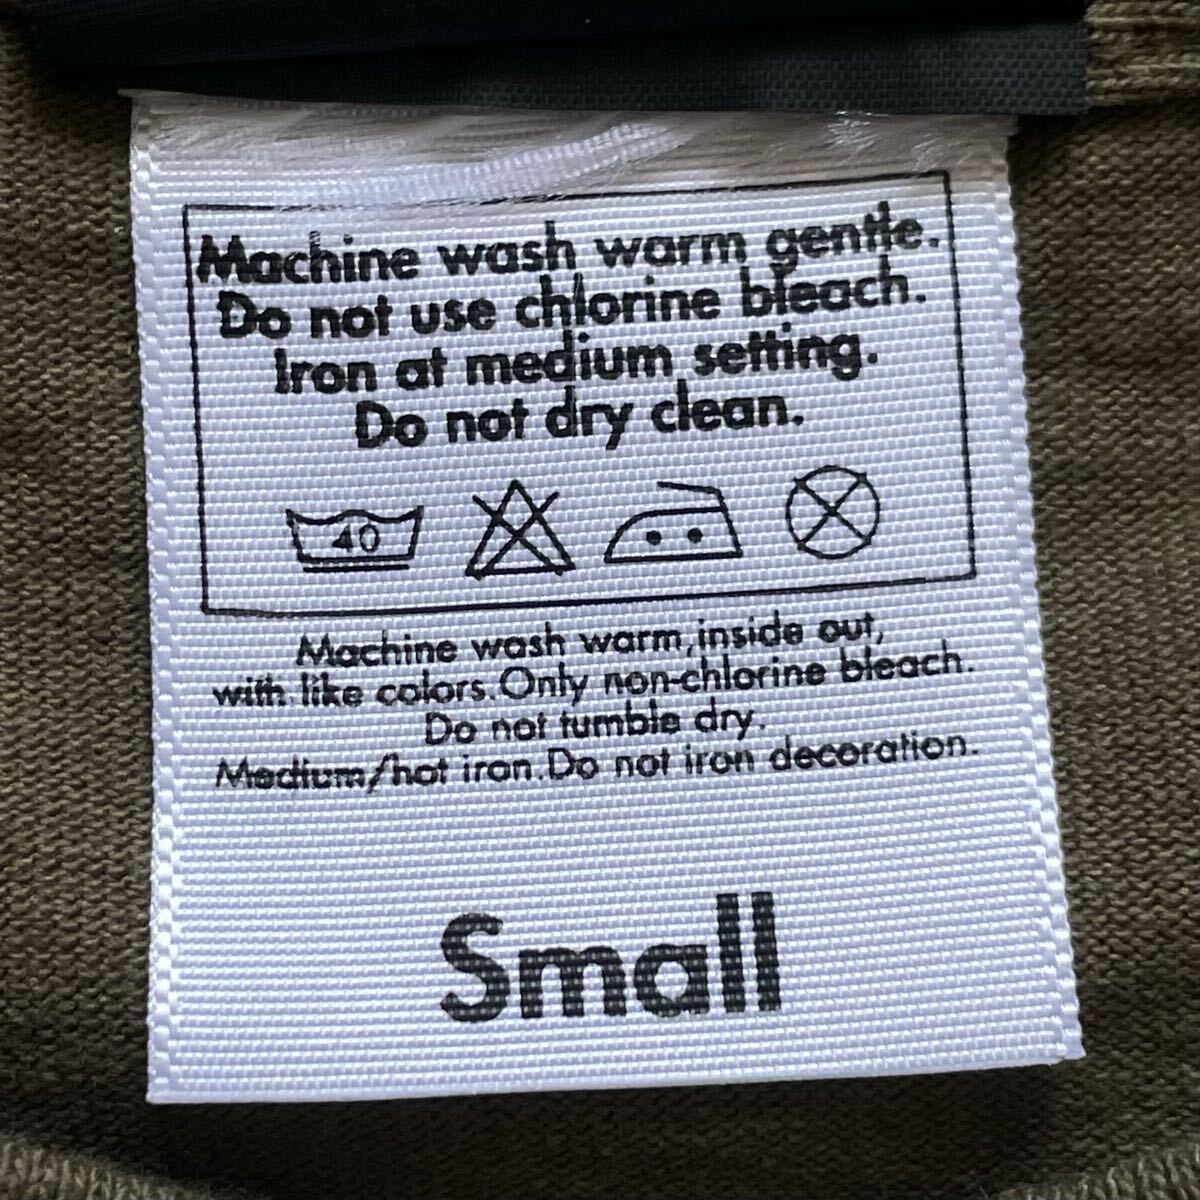 Machine wash warm gentle.
Do not use chlorine bleach.
Iron at medium setting.
Do not dry clean.
40
Machine wash warm,inside out,
with like colors.Only non-chlorine bleach.
Do not tumble dry.
Medium/hot iron.Do not iron decoration.
Small